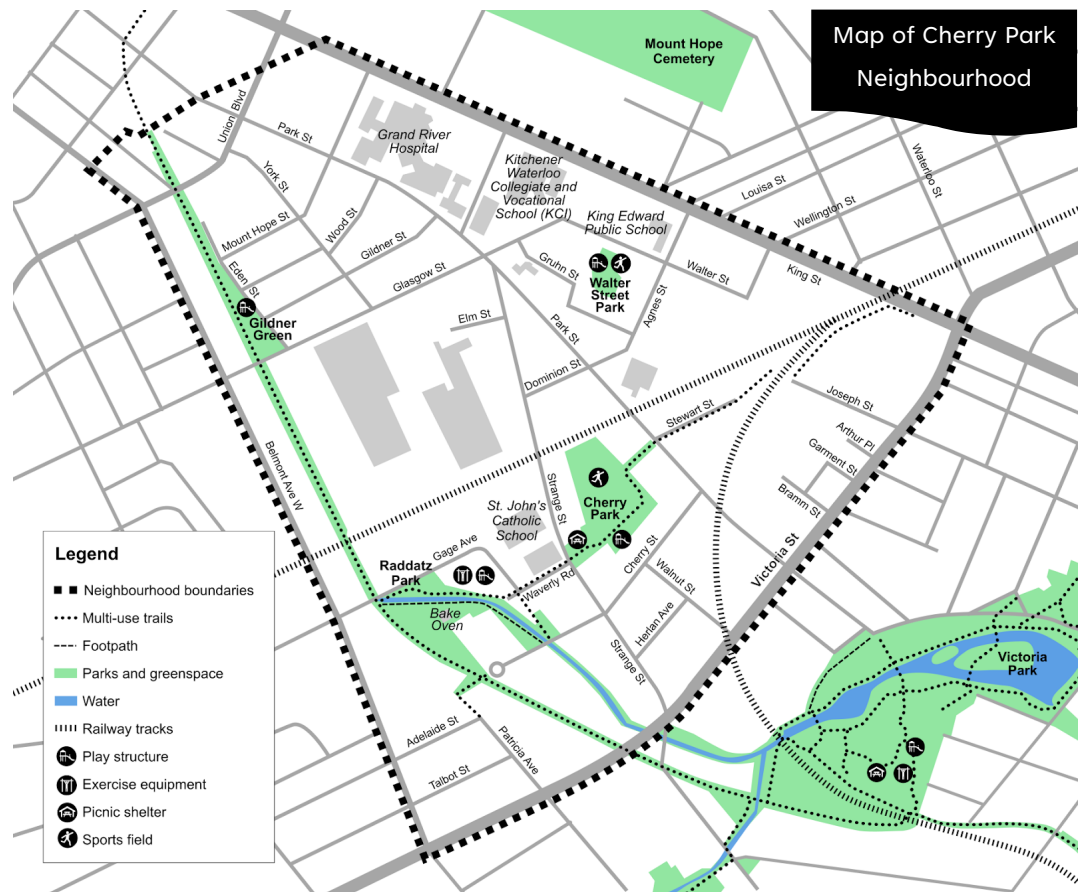 Map of Cherry Park
Neighbourhood
Mount Hope
Cemetery
Union Blvd
Park St
Grand River
Hospital
Kitchener
Waterloo
Collegiate and
Vocational
School (KCI)
Waterloo St
Louisa St
Wellington St
York St
Wood St
Mount Hope St
Gildner St
King Edward
Public School
King St
Eden St
Glasgow St
Gruhn St
Walter St
Walter
Street
Park
Agnes St
Gildner
Green
Elm St
Park St
Dominion St
Joseph St
Stewart St
Arthur Pl
Garment St
Bramm St
Belmont Ave W
Strange St
Cherry
Park
St. John's
Catholic
School
Gage Ave
Raddatz
Park
Waverly Rd
Cherry St
Walnut St
Victoria St
Bake
Oven
Herlan Ave
Strange St
Victoria
Park
Adelaide St
Patricia Ave
Talbot St
Legend
Neighbourhood boundaries
Multi-use trails
Footpath
Parks and greenspace
Water
Railway tracks
Play structure
Exercise equipment
Picnic shelter
Sports field